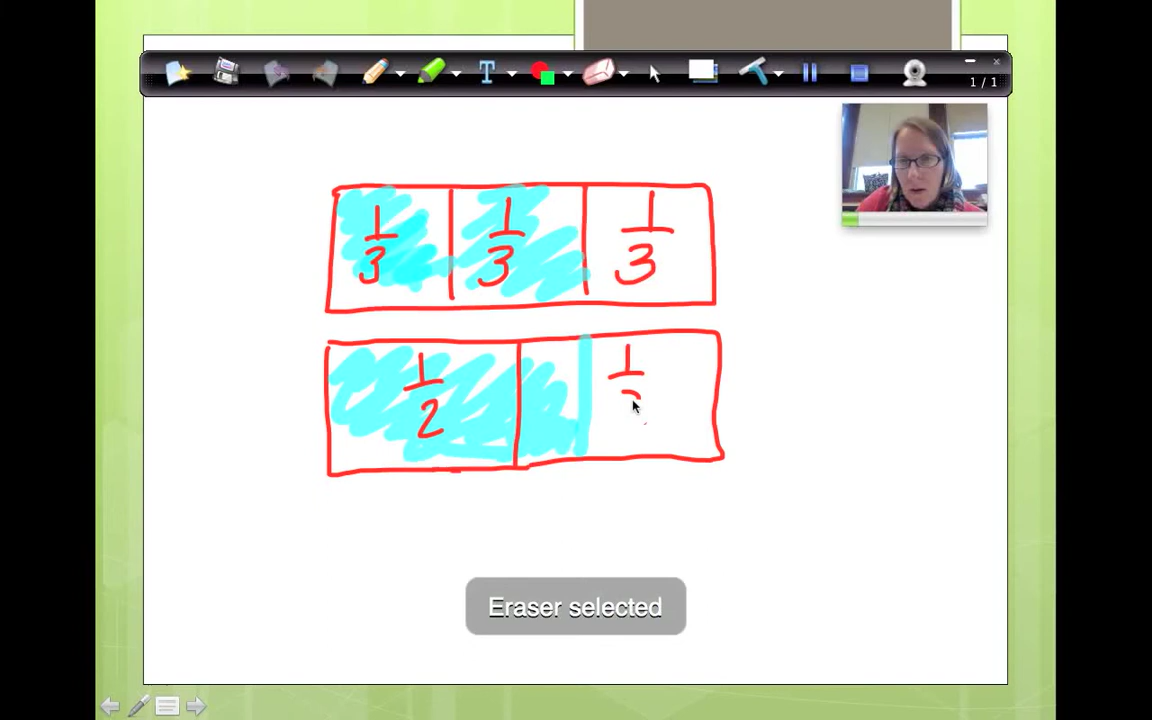 1 / 1
1/3 1/3 1/3
1/2 1/
Eraser selected